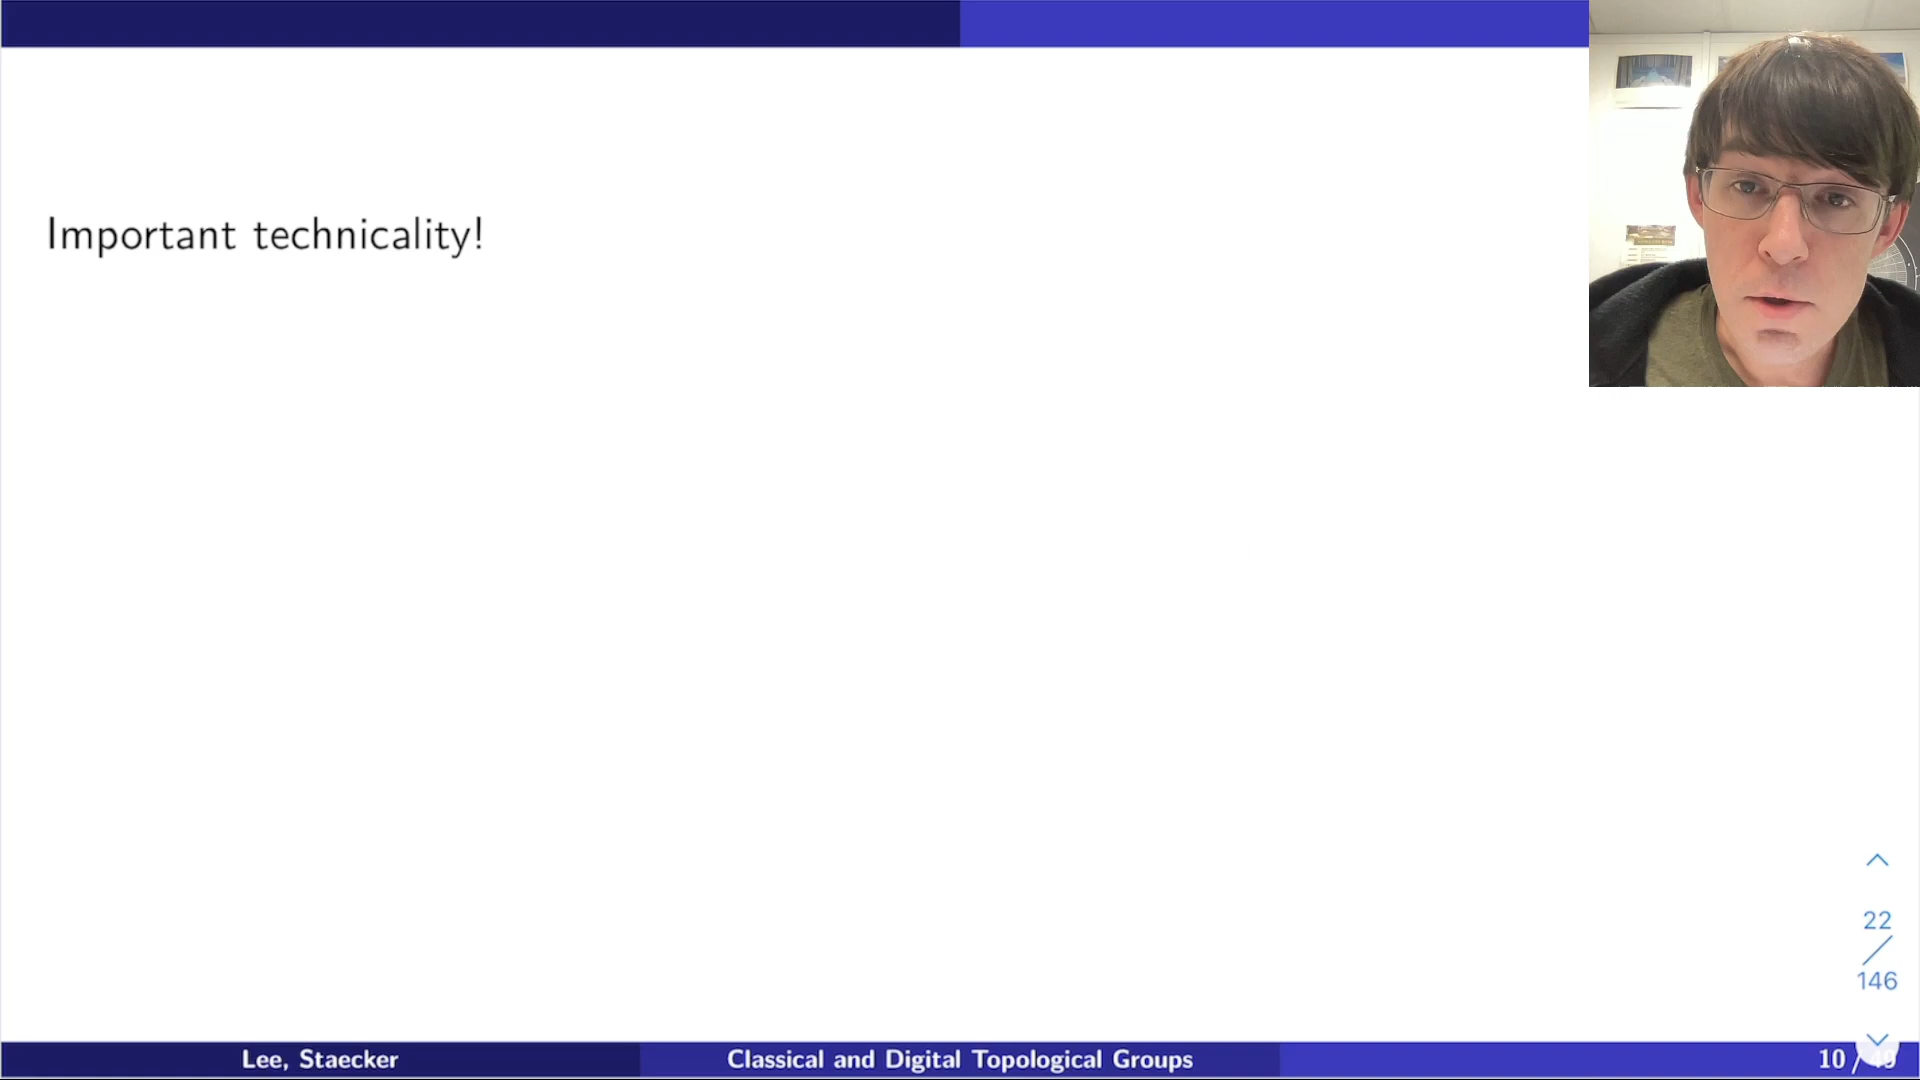 Important technicality!
22
/
146
Lee, Staecker
Classical and Digital Topological Groups
10 /